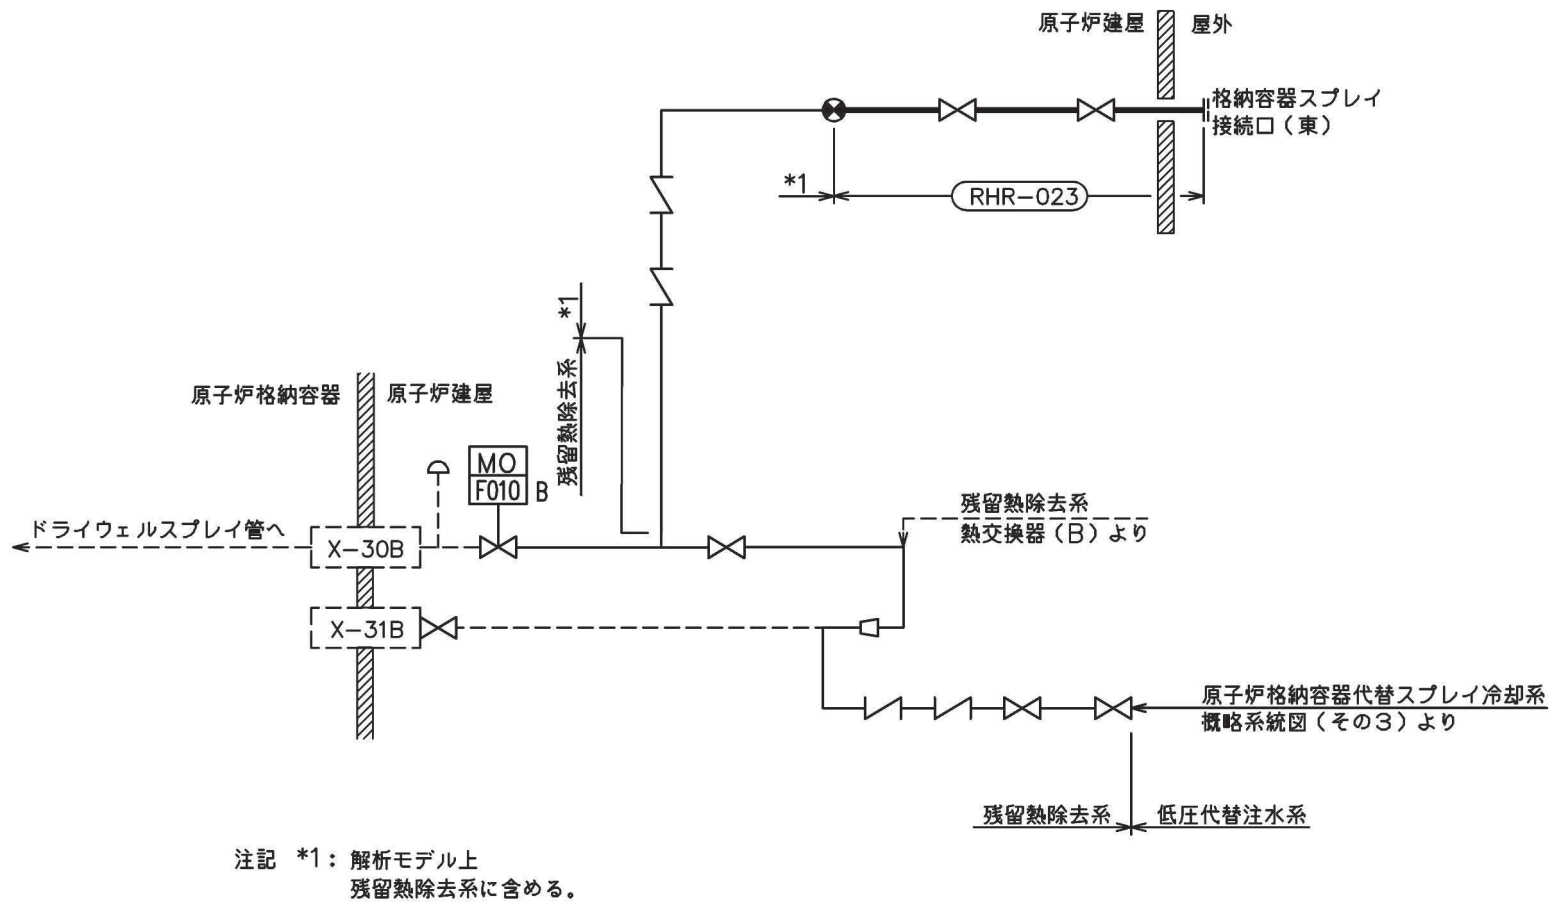 原子炉建屋
屋外
格納容器スプレイ
接続口（東）
*1
RHR-023
*1
残留熱除去系
原子炉格納容器
原子炉建屋
MO
F010 B
残留熱除去系
熱交換器（B）より
ドライウェルスプレイ管へ
X-30B
X-31B
原子炉格納容器代替スプレイ冷却系
概略系統図（その3）より
残留熱除去系
低圧代替注水系
注記 *1：解析モデル上
残留熱除去系に含める。